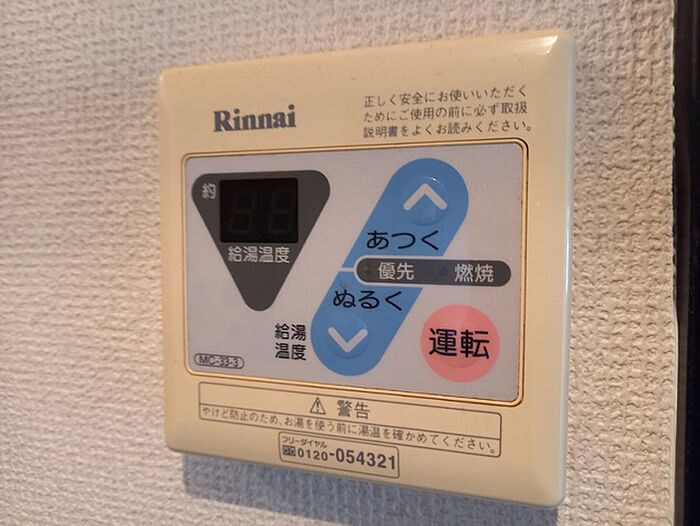 Rinnai
正しく安全にお使いいただく
ためにご使用の前に必ず取扱
説明書をよくお読みください。
約
給湯温度
あつく
優先 燃焼
ぬるく
給湯
温度
運転
MC-33-3
⚠ 警告
やけど防止のため、お湯を使う前に湯温を確かめてください。
フリーダイヤル
0120-054321